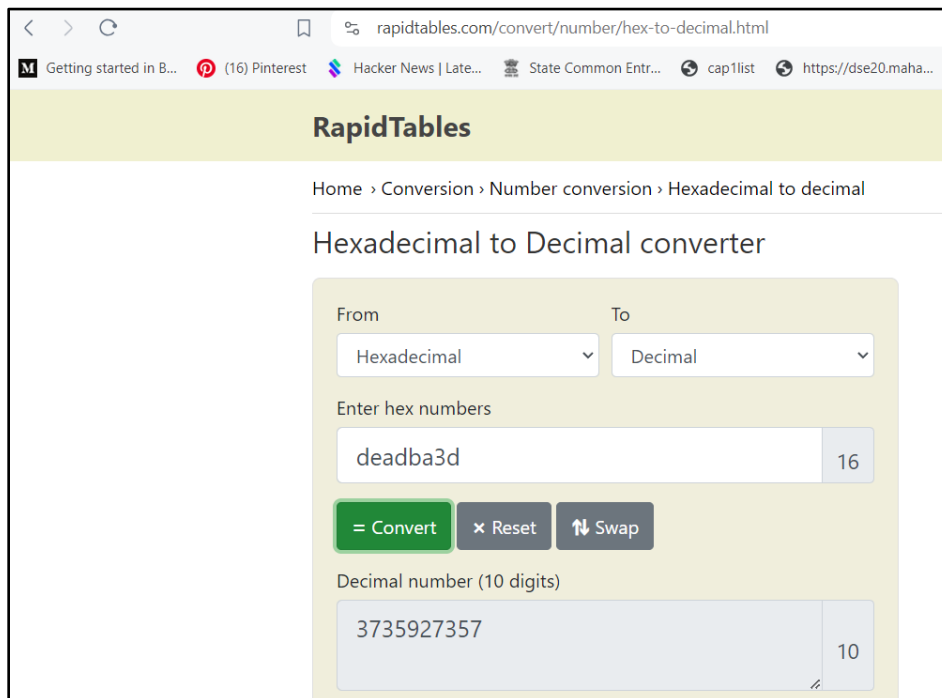 rapidtables.com/convert/number/hex-to-decimal.html
M Getting started in B... (16) Pinterest Hacker News | Late... State Common Entr... cap1list https://dse20.maha...
RapidTables
Home › Conversion › Number conversion › Hexadecimal to decimal
Hexadecimal to Decimal converter
From To
Hexadecimal Decimal
Enter hex numbers
deadba3d 16
= Convert × Reset Swap
Decimal number (10 digits)
3735927357
10